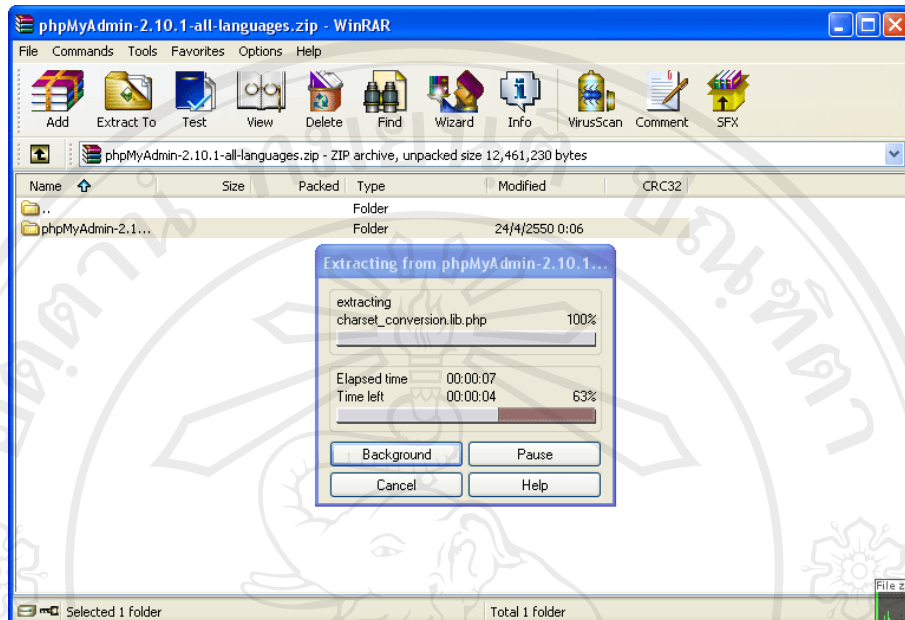 phpMyAdmin-2.10.1-all-languages.zip - WinRAR
File Commands Tools Favorites Options Help
Add Extract To Test View Delete Find Wizard Info VirusScan Comment SFX
phpMyAdmin-2.10.1-all-languages.zip - ZIP archive, unpacked size 12,461,230 bytes
Name Size Packed Type Modified CRC32
.. Folder
phpMyAdmin-2.1... Folder 24/4/2550 0:06
Extracting from phpMyAdmin-2.10.1...
extracting
charset_conversion.lib.php 100%
Elapsed time 00:00:07
Time left 00:00:04 63%
Background Pause
Cancel Help
File z
Selected 1 folder Total 1 folder